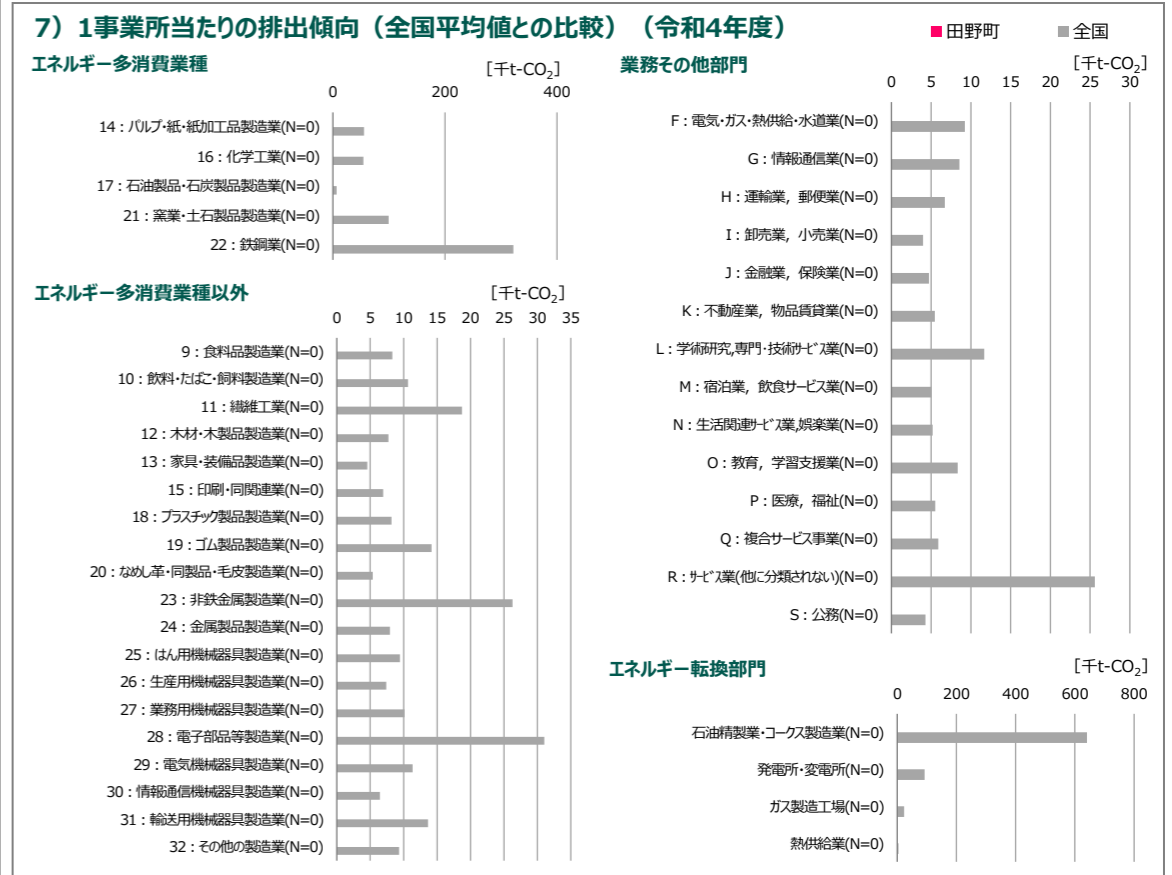 7）1事業所当たりの排出傾向（全国平均値との比較）（令和4年度）
■田野町 ■全国
エネルギー多消費業種
[千t-CO₂]
0 200 400
14：パルプ・紙・紙加工品製造業(N=0)
16：化学工業(N=0)
17：石油製品・石炭製品製造業(N=0)
21：窯業・土石製品製造業(N=0)
22：鉄鋼業(N=0)
エネルギー多消費業種以外
[千t-CO₂]
0 5 10 15 20 25 30 35
9：食料品製造業(N=0)
10：飲料・たばこ・飼料製造業(N=0)
11：繊維工業(N=0)
12：木材・木製品製造業(N=0)
13：家具・装備品製造業(N=0)
15：印刷・同関連業(N=0)
18：プラスチック製品製造業(N=0)
19：ゴム製品製造業(N=0)
20：なめし革・同製品・毛皮製造業(N=0)
23：非鉄金属製造業(N=0)
24：金属製品製造業(N=0)
25：はん用機械器具製造業(N=0)
26：生産用機械器具製造業(N=0)
27：業務用機械器具製造業(N=0)
28：電子部品等製造業(N=0)
29：電気機械器具製造業(N=0)
30：情報通信機械器具製造業(N=0)
31：輸送用機械器具製造業(N=0)
32：その他の製造業(N=0)
業務その他部門
[千t-CO₂]
0 5 10 15 20 25 30
F：電気・ガス・熱供給・水道業(N=0)
G：情報通信業(N=0)
H：運輸業，郵便業(N=0)
I：卸売業，小売業(N=0)
J：金融業，保険業(N=0)
K：不動産業，物品賃貸業(N=0)
L：学術研究,専門・技術ｻｰﾋﾞｽ業(N=0)
M：宿泊業，飲食サービス業(N=0)
N：生活関連ｻｰﾋﾞｽ業,娯楽業(N=0)
O：教育，学習支援業(N=0)
P：医療，福祉(N=0)
Q：複合サービス事業(N=0)
R：ｻｰﾋﾞｽ業(他に分類されない)(N=0)
S：公務(N=0)
エネルギー転換部門
[千t-CO₂]
0 200 400 600 800
石油精製業・コークス製造業(N=0)
発電所・変電所(N=0)
ガス製造工場(N=0)
熱供給業(N=0)